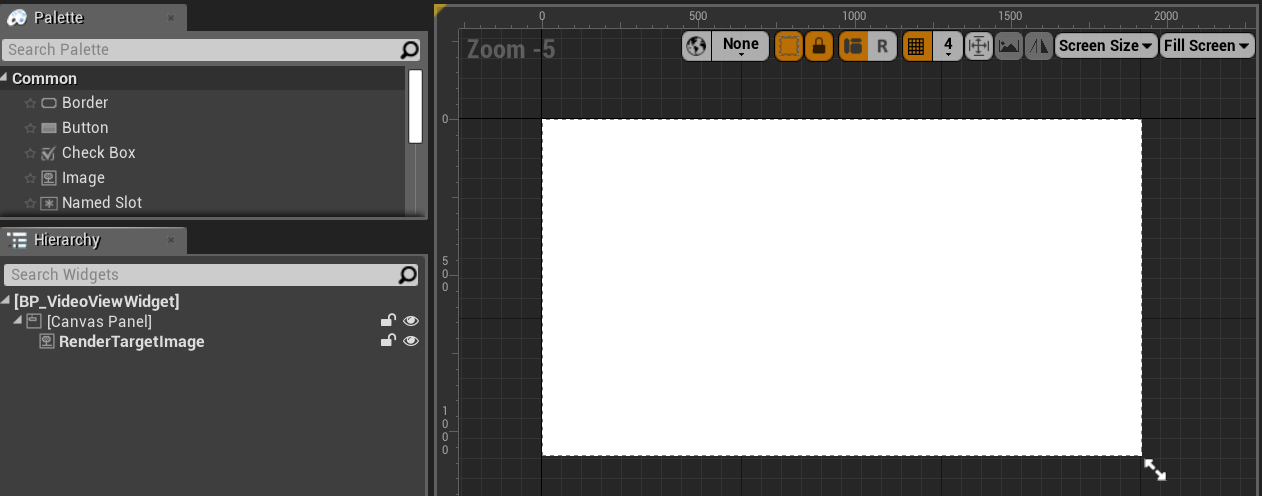 Palette
Search Palette
Common
Border
Button
Check Box
Image
Named Slot
Hierarchy
Search Widgets
[BP_VideoViewWidget]
[Canvas Panel]
RenderTargetImage
0 500 1000 1500 2000
Zoom -5
None
R
4
Screen Size
Fill Screen
0
500
1000